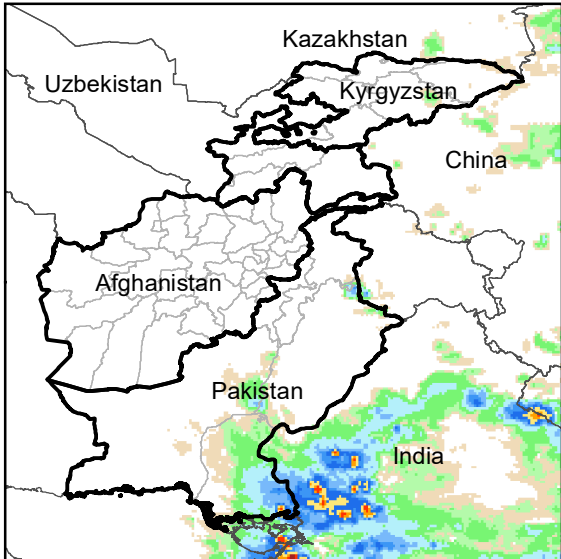 Kazakhstan
Uzbekistan
Kyrgyzstan
China
Afghanistan
Pakistan
India